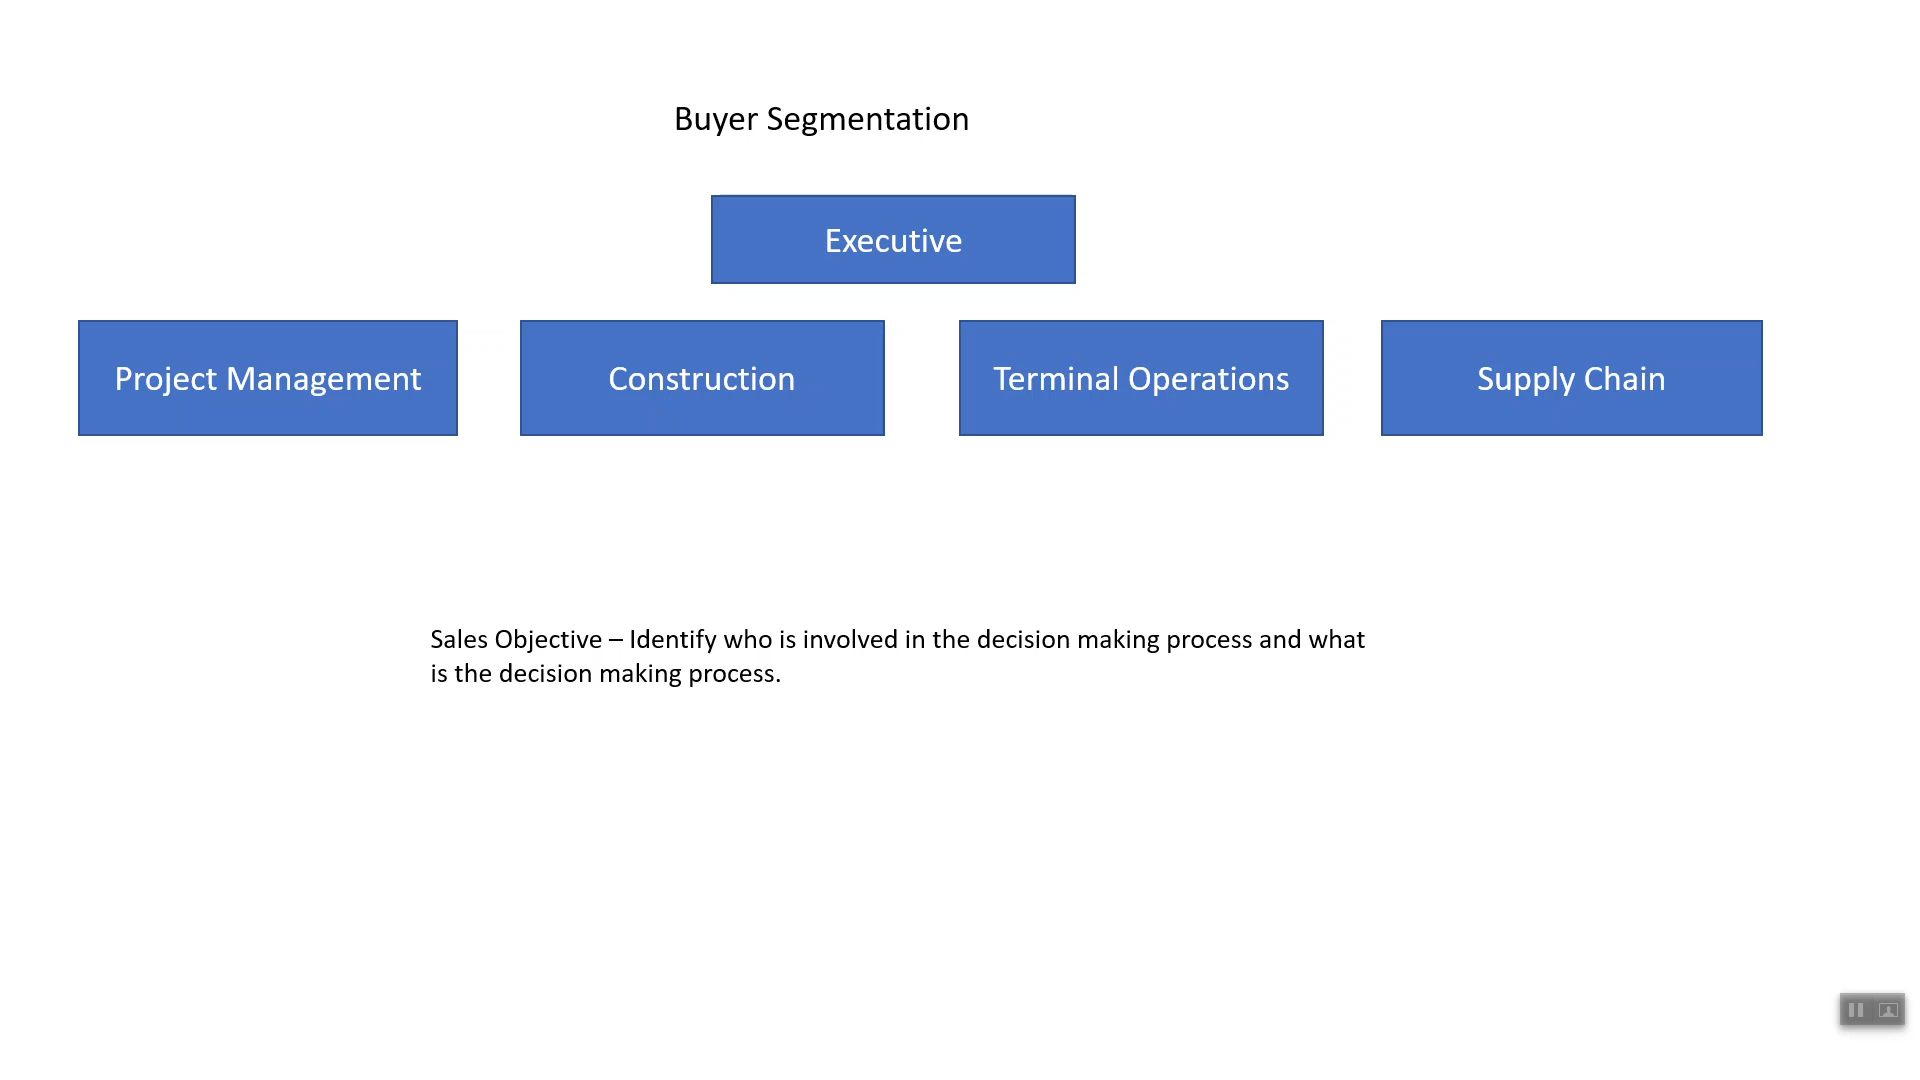 Buyer Segmentation
Executive
Project Management
Construction
Terminal Operations
Supply Chain
Sales Objective – Identify who is involved in the decision making process and what
is the decision making process.